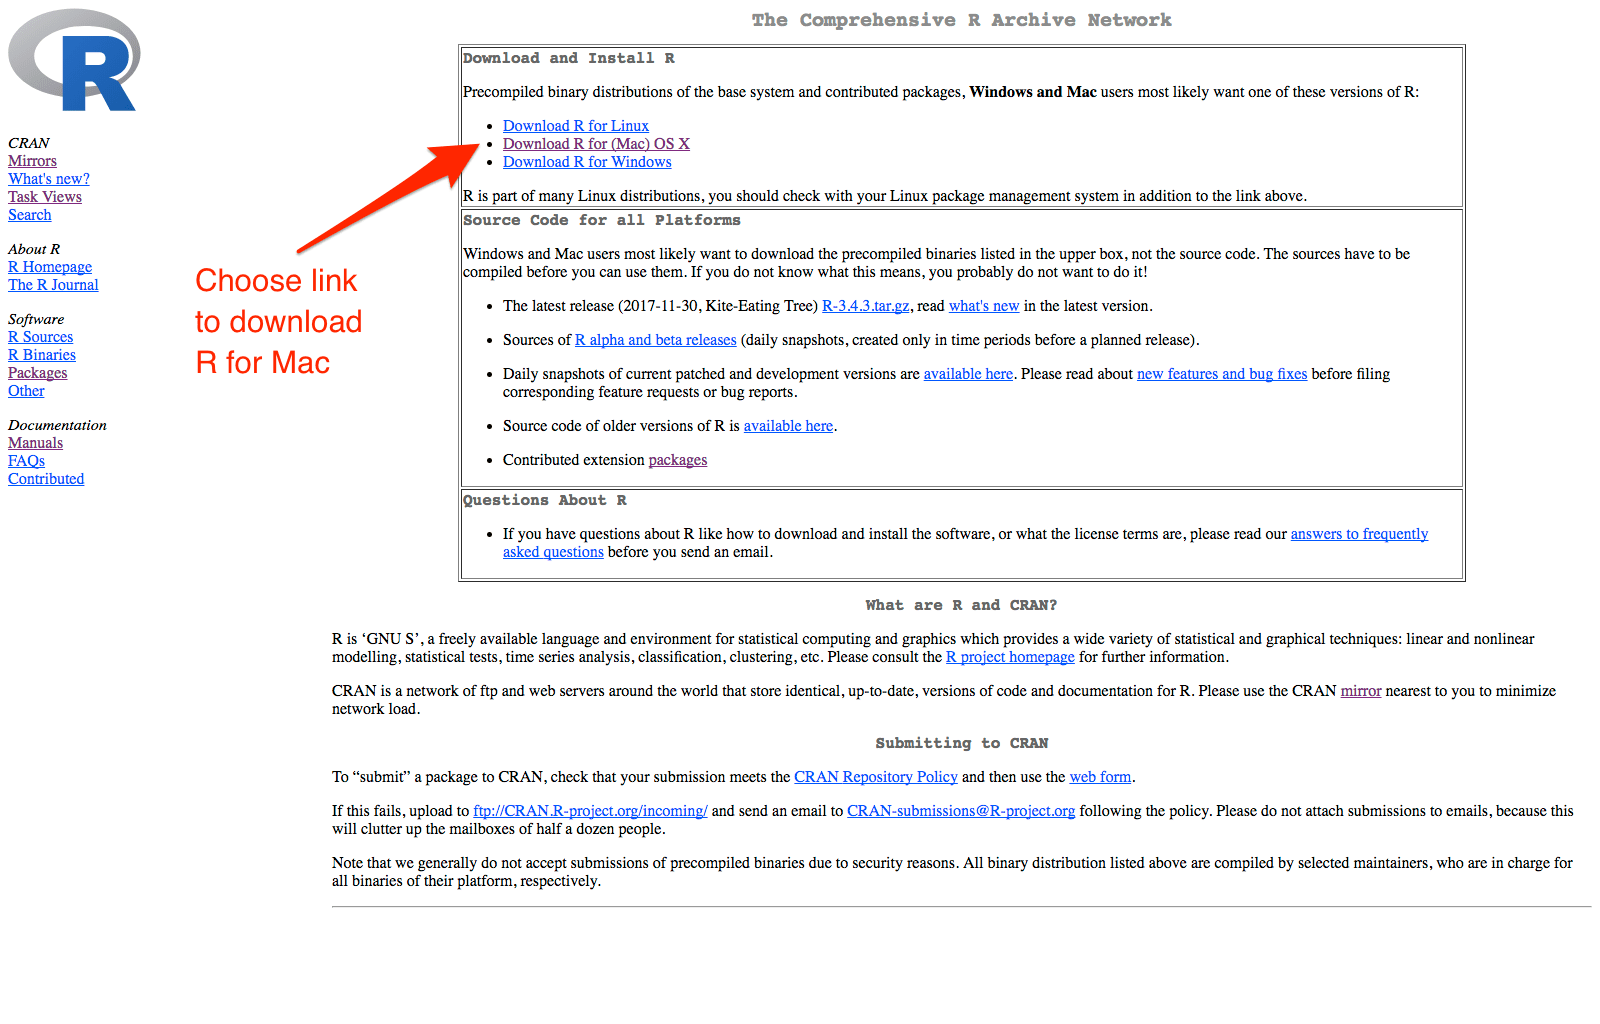 R
CRAN
Mirrors
What's new?
Task Views
Search
About R
R Homepage
The R Journal
Software
R Sources
R Binaries
Packages
Other
Documentation
Manuals
FAQs
Contributed
Choose link
to download
R for Mac
The Comprehensive R Archive Network
Download and Install R
Precompiled binary distributions of the base system and contributed packages, Windows and Mac users most likely want one of these versions of R:
• Download R for Linux
• Download R for (Mac) OS X
• Download R for Windows
R is part of many Linux distributions, you should check with your Linux package management system in addition to the link above.
Source Code for all Platforms
Windows and Mac users most likely want to download the precompiled binaries listed in the upper box, not the source code. The sources have to be
compiled before you can use them. If you do not know what this means, you probably do not want to do it!
• The latest release (2017-11-30, Kite-Eating Tree) R-3.4.3.tar.gz, read what's new in the latest version.
• Sources of R alpha and beta releases (daily snapshots, created only in time periods before a planned release).
• Daily snapshots of current patched and development versions are available here. Please read about new features and bug fixes before filing
corresponding feature requests or bug reports.
• Source code of older versions of R is available here.
• Contributed extension packages
Questions About R
• If you have questions about R like how to download and install the software, or what the license terms are, please read our answers to frequently
asked questions before you send an email.
What are R and CRAN?
R is ‘GNU S’, a freely available language and environment for statistical computing and graphics which provides a wide variety of statistical and graphical techniques: linear and nonlinear
modelling, statistical tests, time series analysis, classification, clustering, etc. Please consult the R project homepage for further information.
CRAN is a network of ftp and web servers around the world that store identical, up-to-date, versions of code and documentation for R. Please use the CRAN mirror nearest to you to minimize
network load.
Submitting to CRAN
To “submit” a package to CRAN, check that your submission meets the CRAN Repository Policy and then use the web form.
If this fails, upload to ftp://CRAN.R-project.org/incoming/ and send an email to CRAN-submissions@R-project.org following the policy. Please do not attach submissions to emails, because this
will clutter up the mailboxes of half a dozen people.
Note that we generally do not accept submissions of precompiled binaries due to security reasons. All binary distribution listed above are compiled by selected maintainers, who are in charge for
all binaries of their platform, respectively.